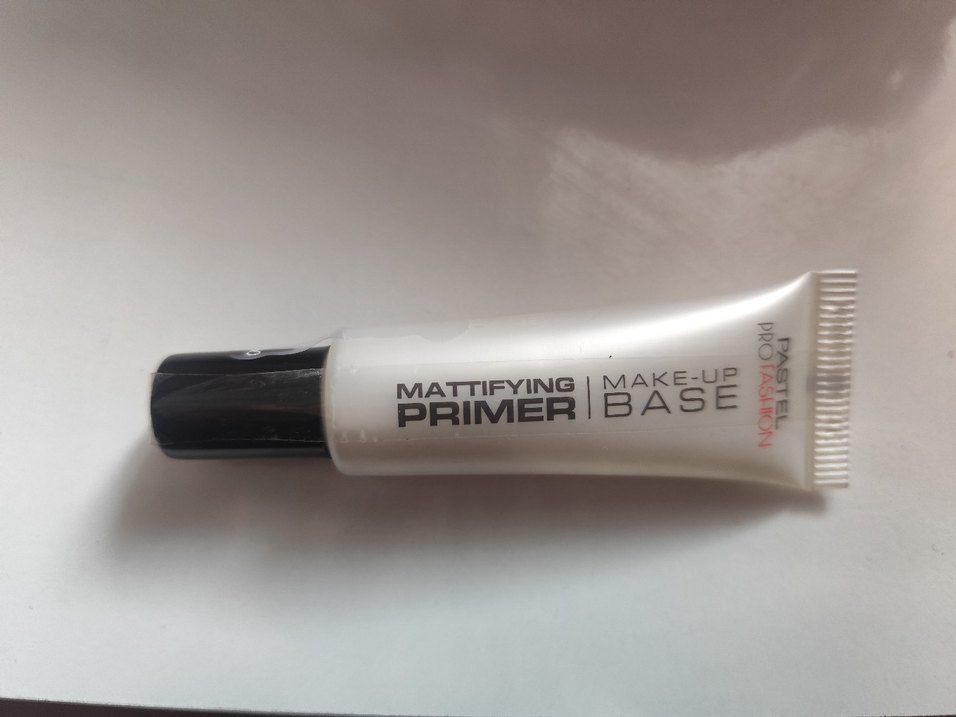 MATTIFYING
PRIMER
MAKE-UP
BASE
PASTEL
PROFASHION